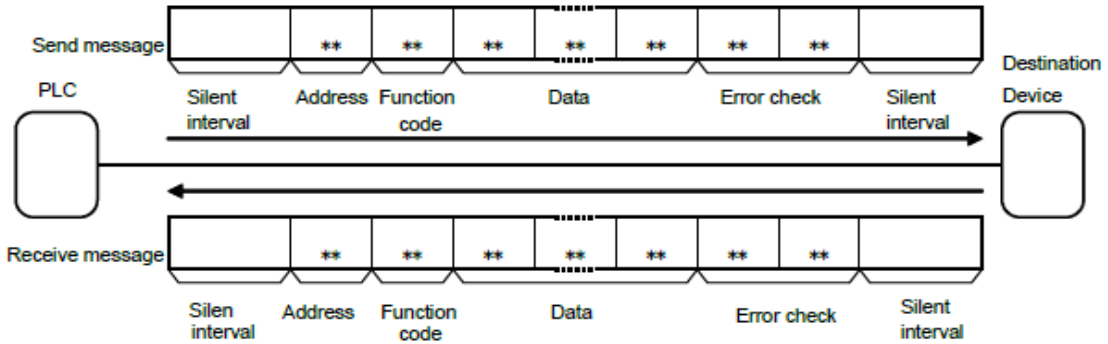 Send message ** ** ** ** ** ** **
Destination
PLC Silent Address Function Data Error check Silent Device
interval code interval
Receive message ** ** ** ** ** ** **
Silen Address Function Data Error check Silent
interval code interval